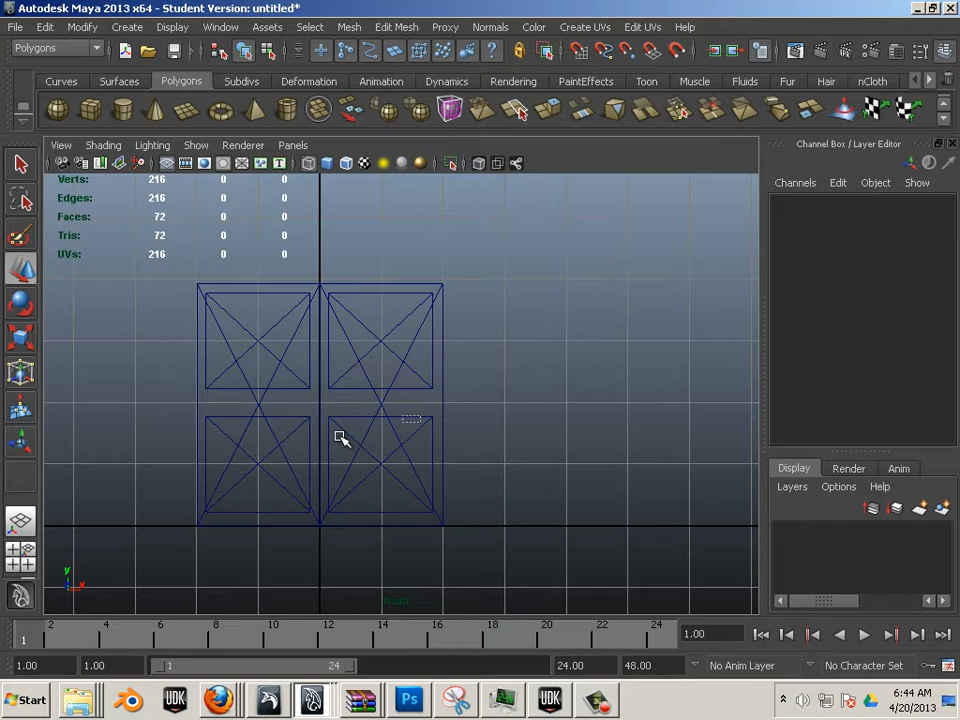 Autodesk Maya 2013 x64 - Student Version: untitled*
File Edit Modify Create Display Window Assets Select Mesh Edit Mesh Proxy Normals Color Create UVs Edit UVs Help
Polygons
Curves Surfaces Polygons Subdivs Deformation Animation Dynamics Rendering PaintEffects Toon Muscle Fluids Fur Hair nCloth
View Shading Lighting Show Renderer Panels
Channel Box / Layer Editor
Channels Edit Object Show
Verts: 216 0 0
Edges: 216 0 0
Faces: 72 0 0
Tris: 72 0 0
UVs: 216 0 0
Display Render Anim
Layers Options Help
y
x
front
1 2 4 6 8 10 12 14 16 18 20 22 24 1.00
1.00 1.00 1 24 24.00 48.00 No Anim Layer No Character Set
Start UDK Ps UDK 6:44 AM
4/20/2013